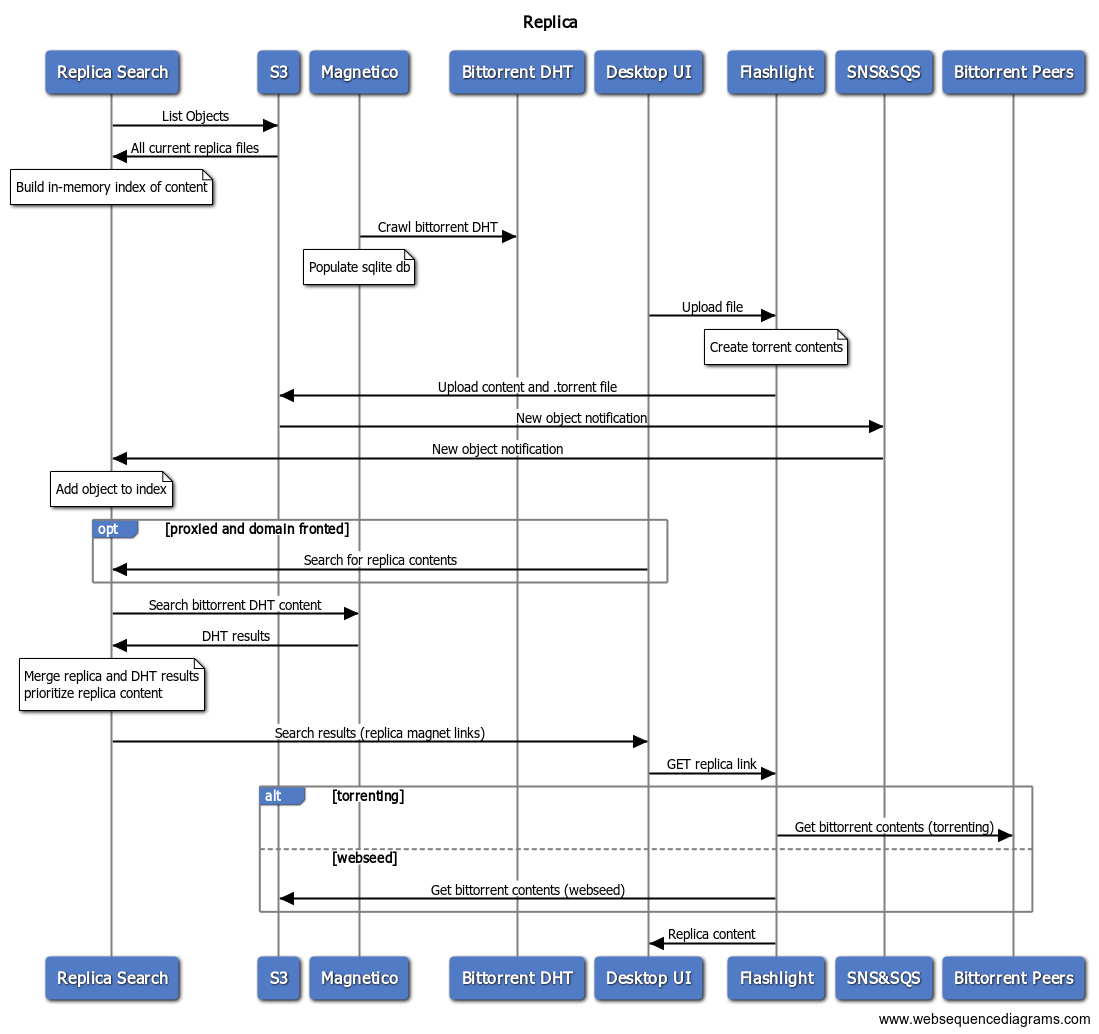 Replica
Replica Search
S3
Magnetico
Bittorrent DHT
Desktop UI
Flashlight
SNS&SQS
Bittorrent Peers
List Objects
All current replica files
Build in-memory index of content
Crawl bittorrent DHT
Populate sqlite db
Upload file
Create torrent contents
Upload content and .torrent file
New object notification
New object notification
Add object to index
opt
[proxied and domain fronted]
Search for replica contents
Search bittorrent DHT content
DHT results
Merge replica and DHT results
prioritize replica content
Search results (replica magnet links)
GET replica link
alt
[torrenting]
Get bittorrent contents (torrenting)
[webseed]
Get bittorrent contents (webseed)
Replica content
Replica Search
S3
Magnetico
Bittorrent DHT
Desktop UI
Flashlight
SNS&SQS
Bittorrent Peers
www.websequencediagrams.com